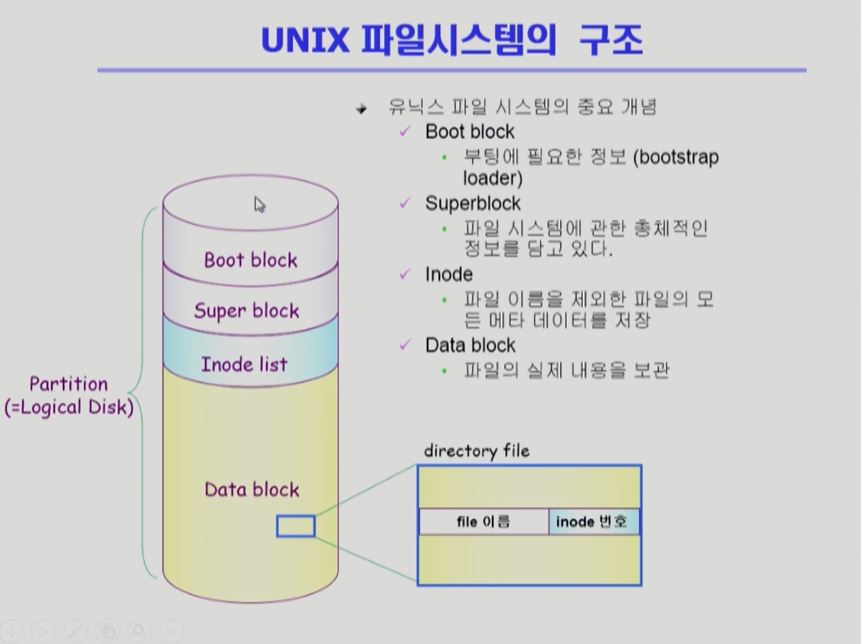 UNIX 파일시스템의 구조
유닉스 파일 시스템의 중요 개념
Boot block
부팅에 필요한 정보 (bootstrap
loader)
Superblock
파일 시스템에 관한 총체적인
정보를 담고 있다.
Inode
파일 이름을 제외한 파일의 모
든 메타 데이터를 저장
Data block
파일의 실제 내용을 보관
Boot block
Super block
Inode list
Partition
(=Logical Disk)
Data block
directory file
file 이름
inode 번호